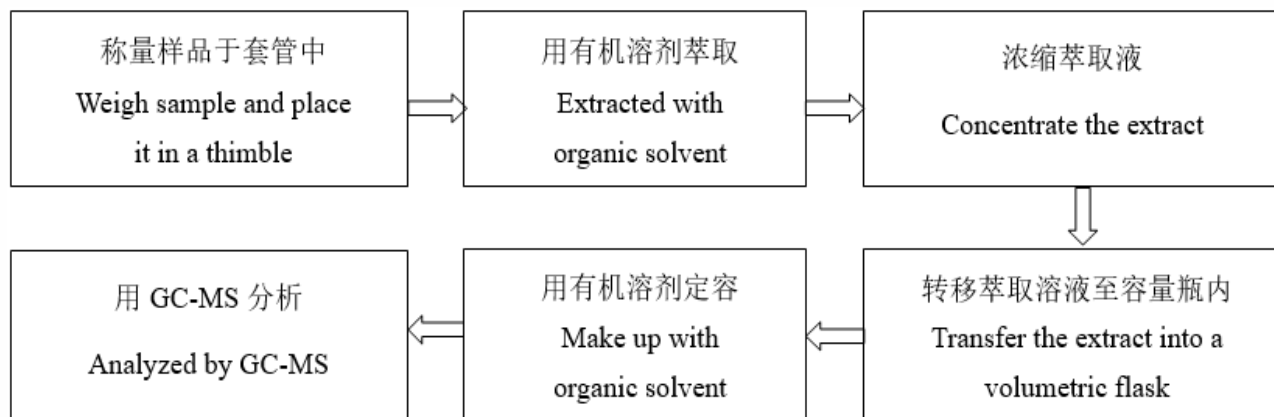 称量样品于套管中
Weigh sample and place
it in a thimble
用有机溶剂萃取
Extracted with
organic solvent
浓缩萃取液
Concentrate the extract
转移萃取溶液至容量瓶内
Transfer the extract into a
volumetric flask
用有机溶剂定容
Make up with
organic solvent
用 GC-MS 分析
Analyzed by GC-MS